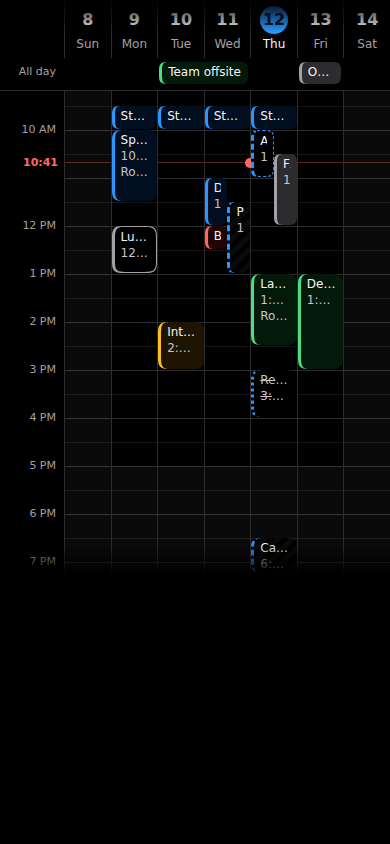 8 9 10 11 12 13 14
Sun Mon Tue Wed Thu Fri Sat
All day
Team offsite
O…
St…
St…
St…
St…
10 AM
Sp…
10…
Ro…
A
1
10:41
F
1
D
1
P
1
12 PM
Lu…
12…
B
1 PM
La…
1:…
Ro…
De…
1:…
2 PM
Int…
2:…
3 PM
Re…
3:…
4 PM
5 PM
6 PM
Ca…
6:…
7 PM